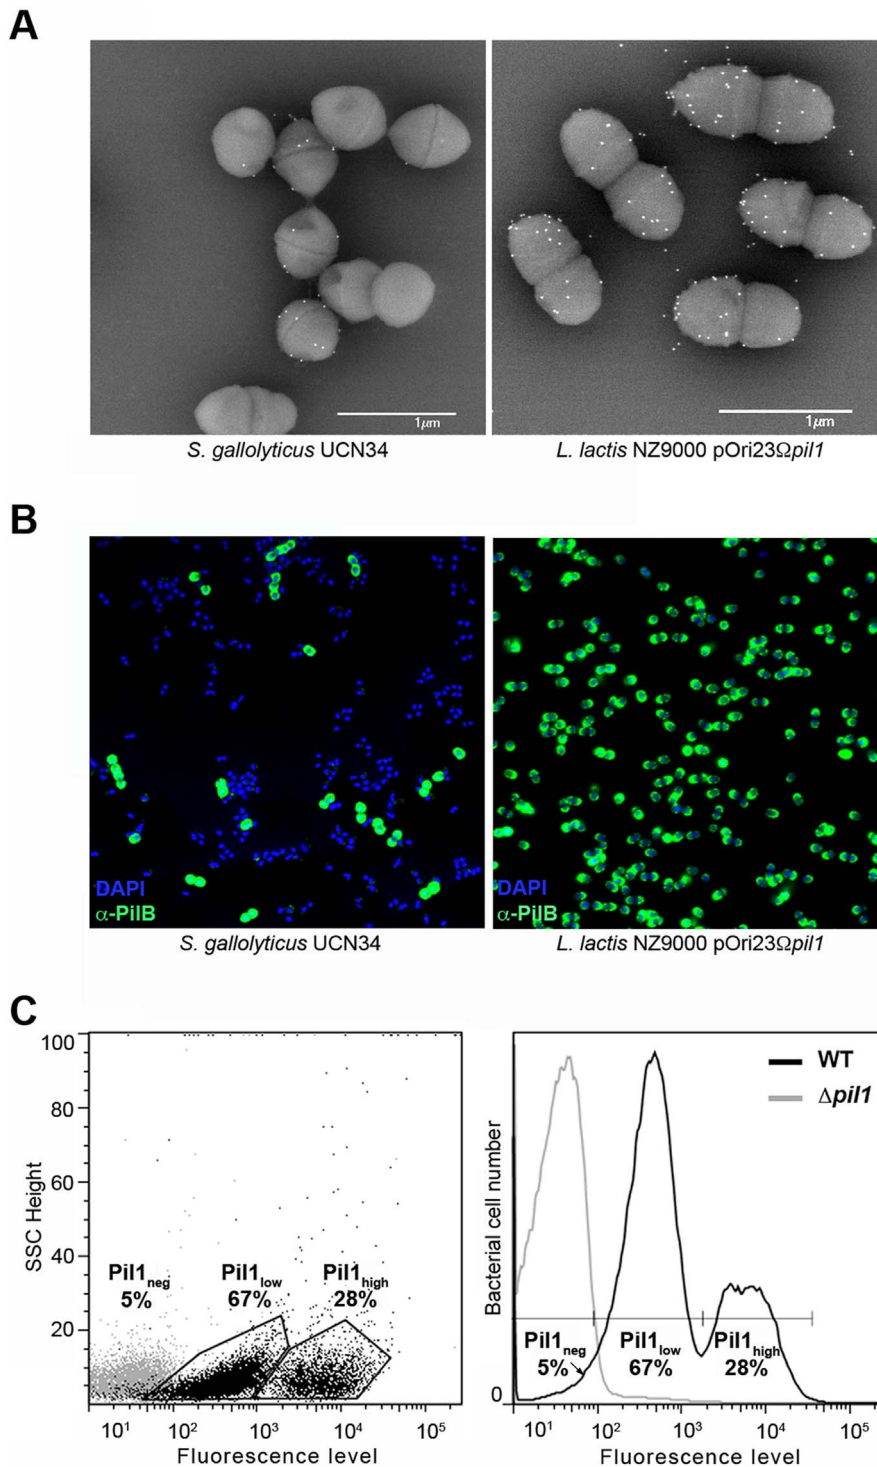 A
1µm
1µm
S. gallolyticus UCN34
L. lactis NZ9000 pOri23Ωpil1
B
DAPI
α-PilB
DAPI
α-PilB
S. gallolyticus UCN34
L. lactis NZ9000 pOri23Ωpil1
C
100
80
60
40
20
SSC Height
Pil1neg
5%
Pil1low
67%
Pil1high
28%
10¹ 10² 10³ 10⁴ 10⁵
Fluorescence level
WT
Δpil1
Bacterial cell number
0
Pil1neg
5%
Pil1low
67%
Pil1high
28%
10¹ 10² 10³ 10⁴ 10⁵
Fluorescence level